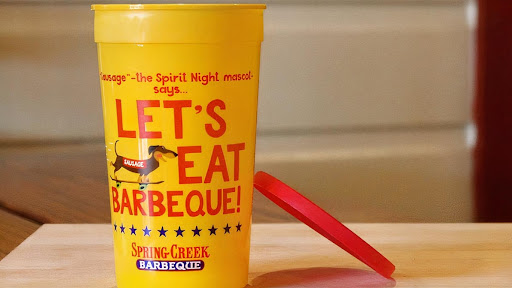 "Sausage"-the Spirit Night mascot-
says...
LET'S
SAUSAGE
EAT
BARBEQUE!
SPRING CREEK
BARBEQUE